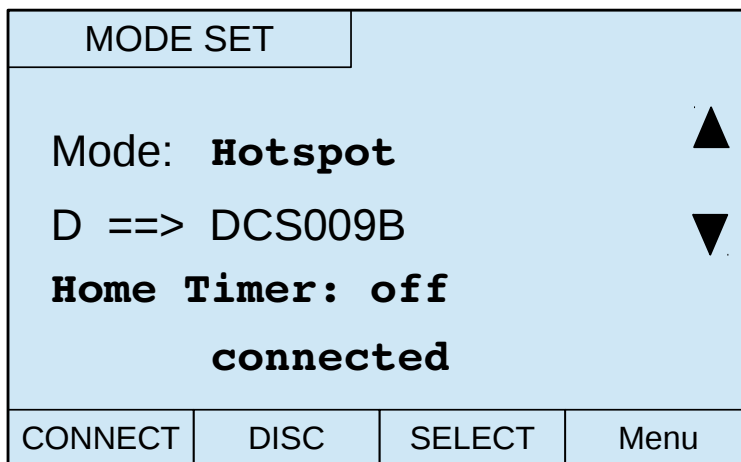 MODE SET
Mode: Hotspot
D ==> DCS009B
Home Timer: off
connected
CONNECT DISC SELECT Menu